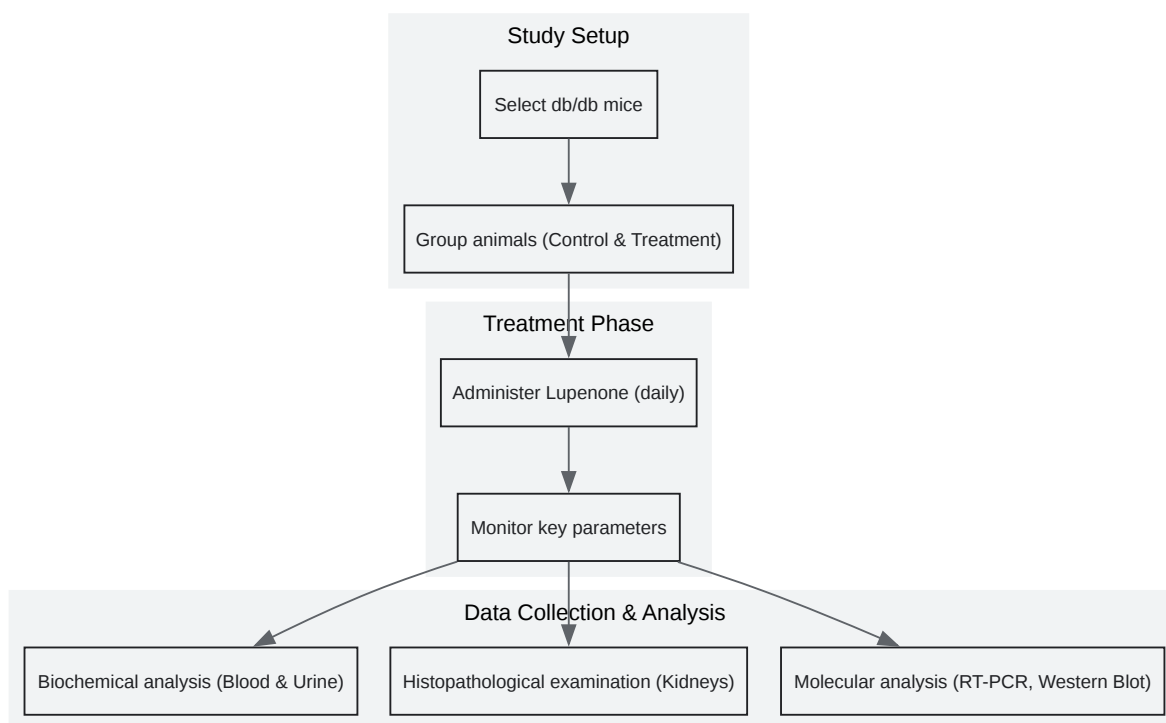 Study Setup
Select db/db mice
Group animals (Control & Treatment)
Treatment Phase
Administer Lupenone (daily)
Monitor key parameters
Data Collection & Analysis
Biochemical analysis (Blood & Urine)
Histopathological examination (Kidneys)
Molecular analysis (RT-PCR, Western Blot)